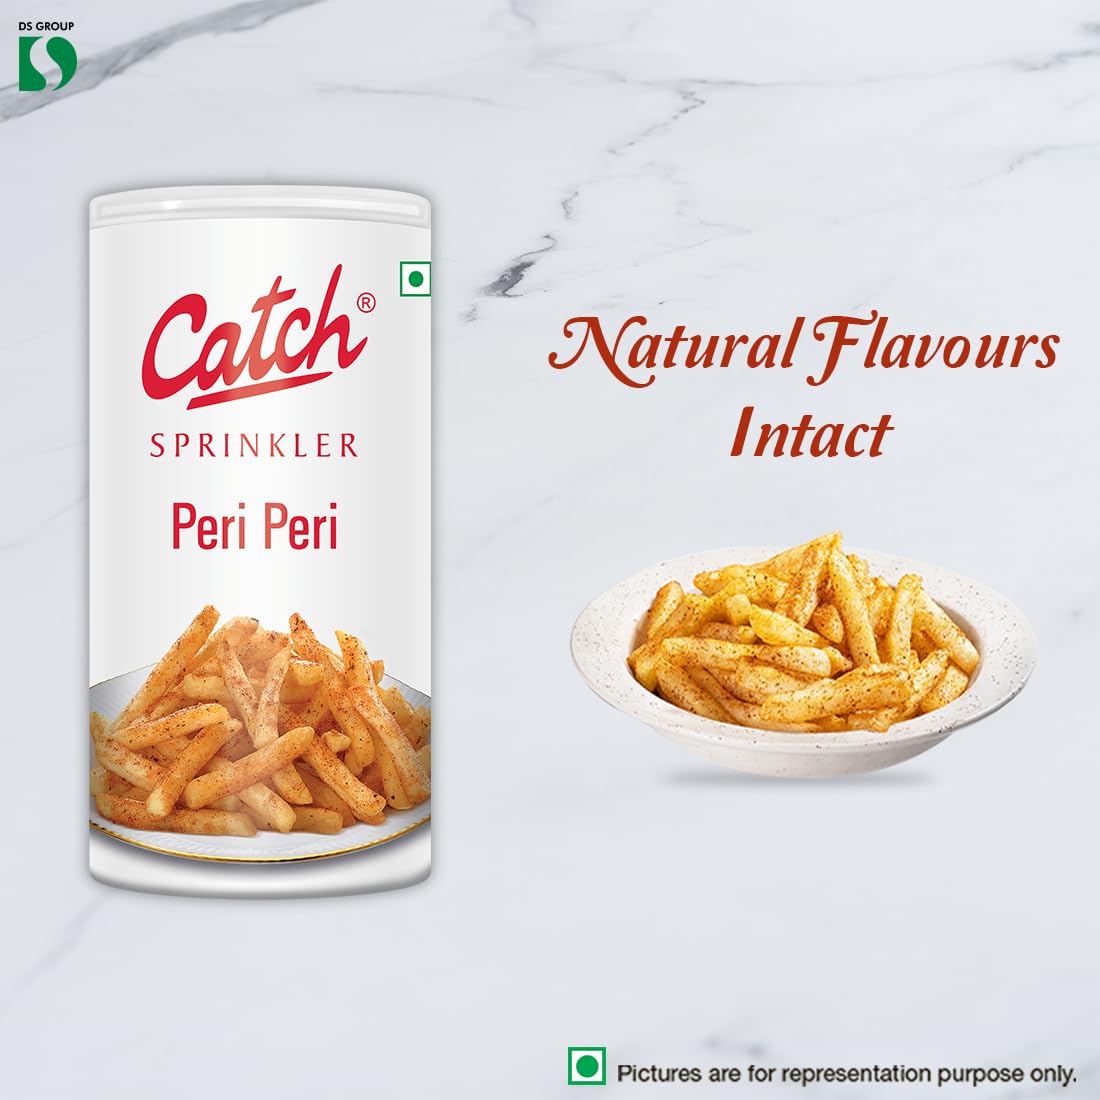 DS GROUP
Catch®
SPRINKLER
Peri Peri
Natural Flavours
Intact
Pictures are for representation purpose only.